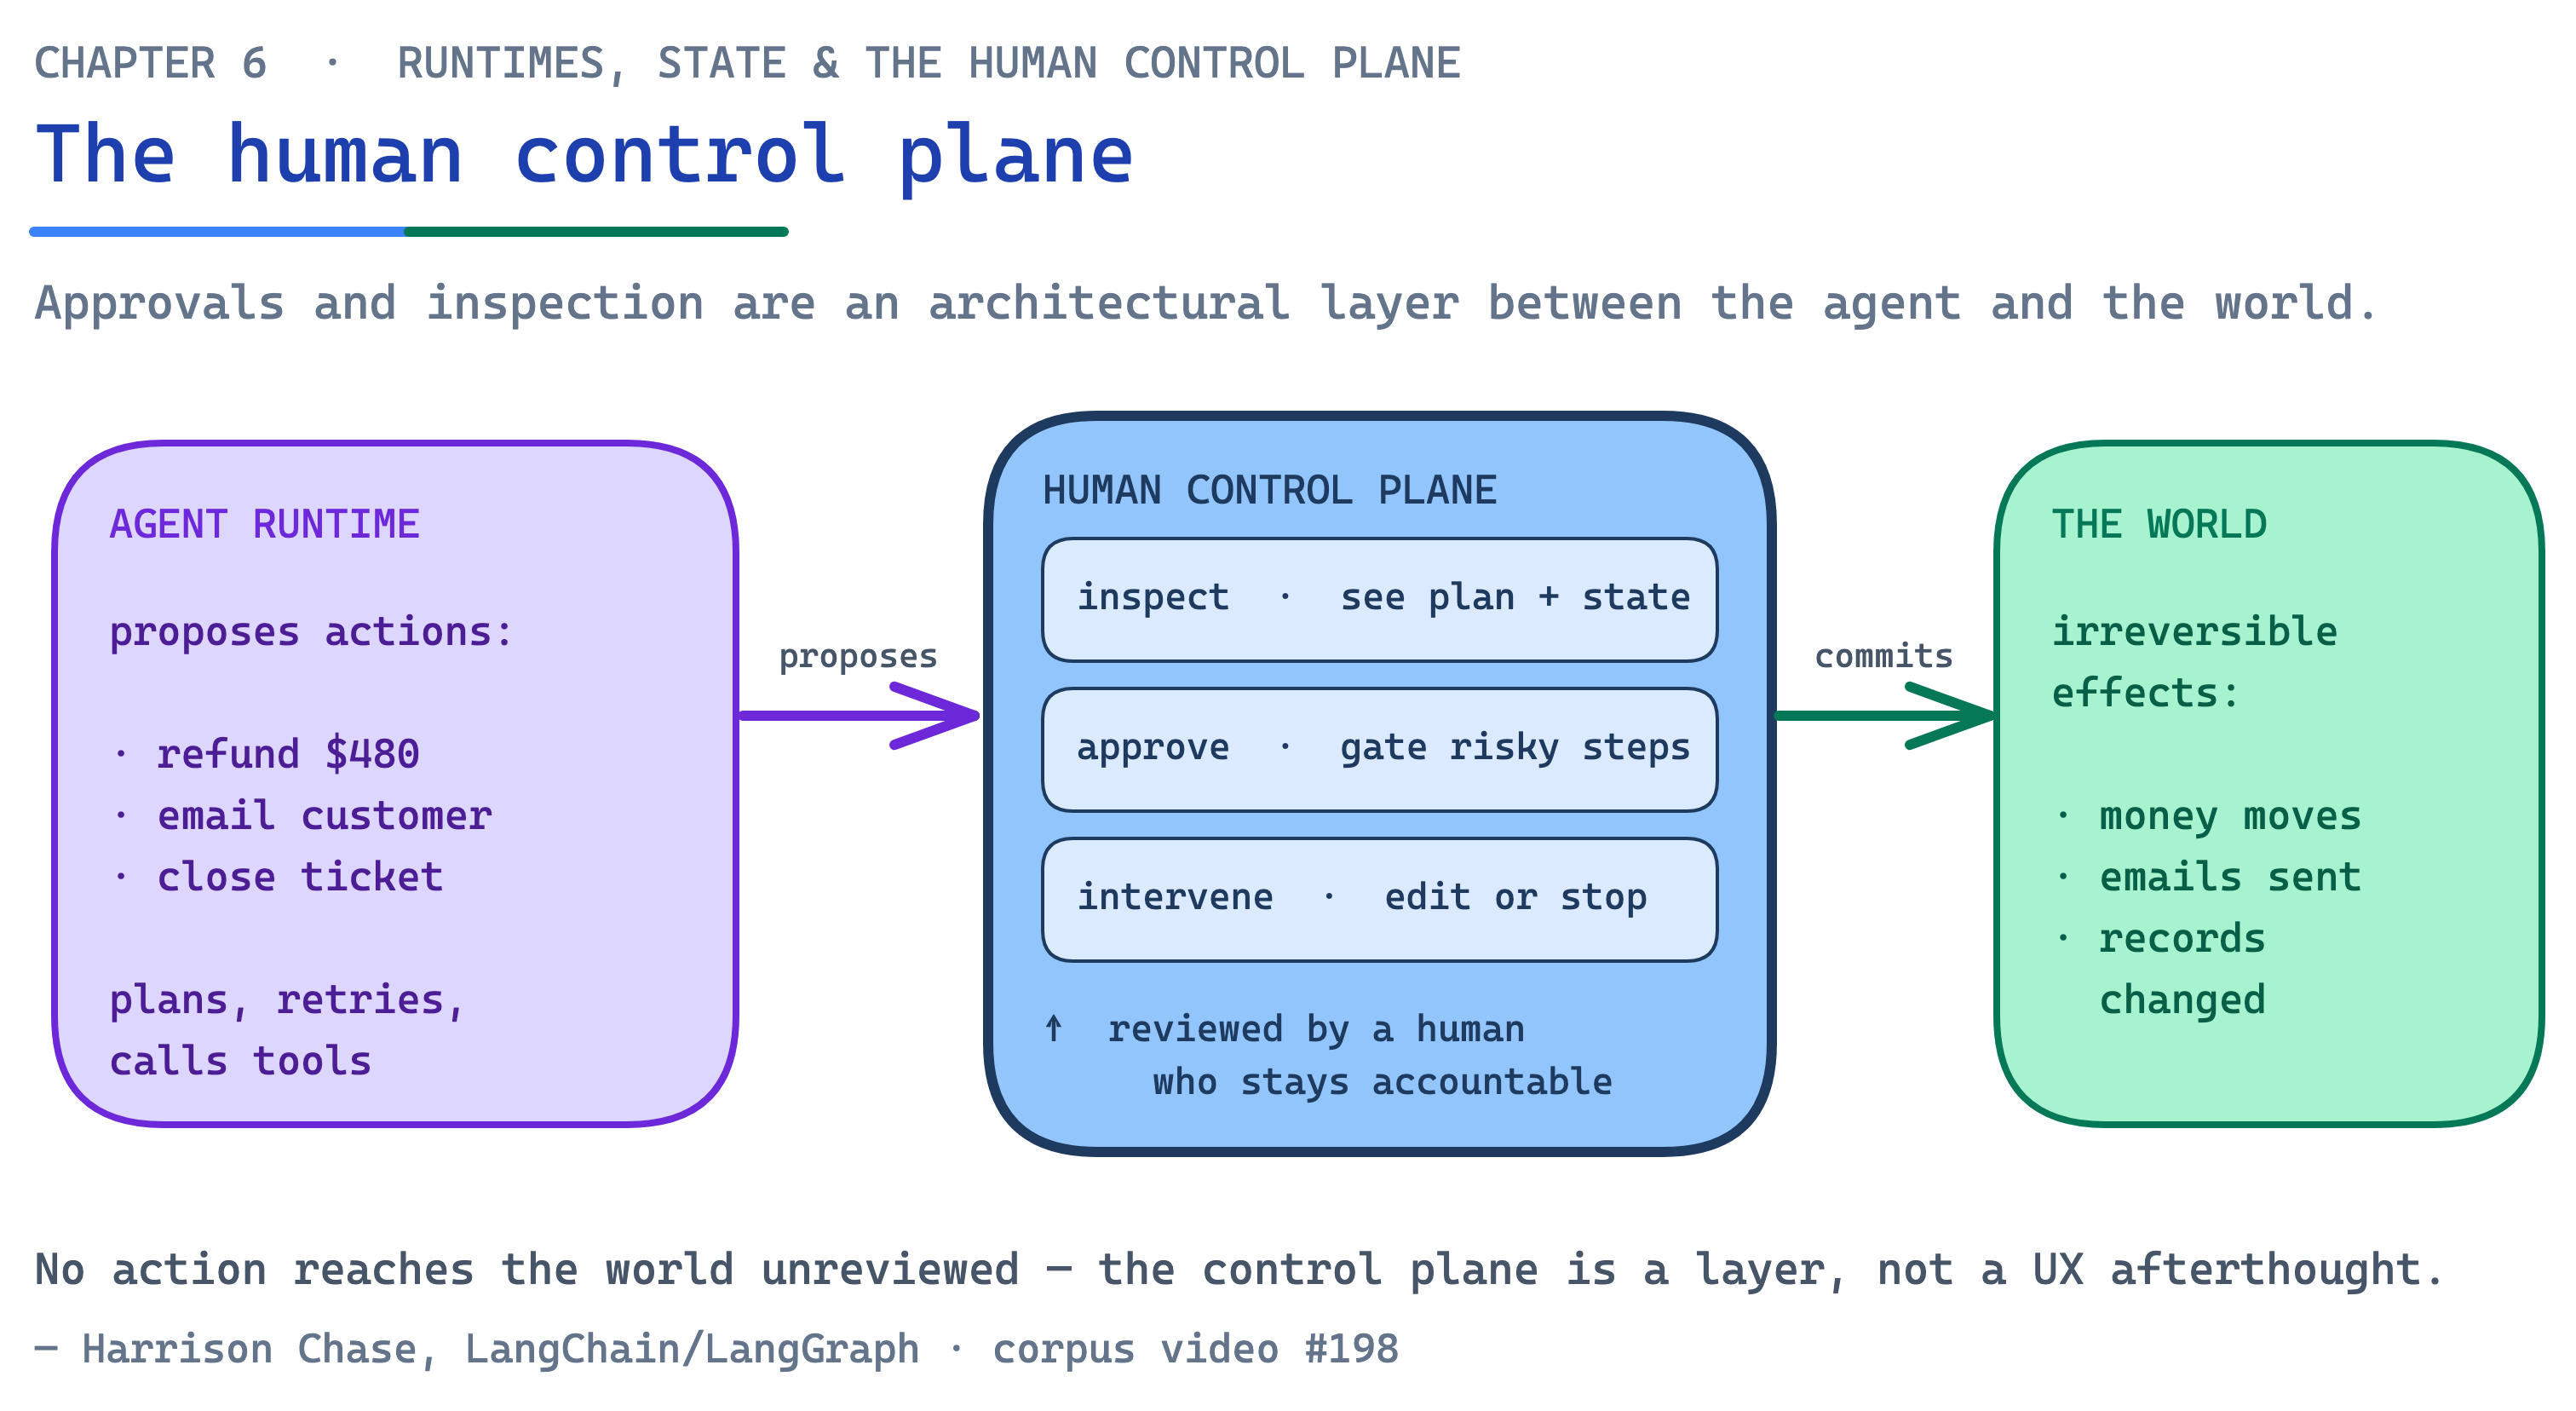 CHAPTER 6 · RUNTIMES, STATE & THE HUMAN CONTROL PLANE
The human control plane
Approvals and inspection are an architectural layer between the agent and the world.
AGENT RUNTIME
proposes actions:
· refund $480
· email customer
· close ticket
plans, retries,
calls tools
proposes
HUMAN CONTROL PLANE
inspect · see plan + state
approve · gate risky steps
intervene · edit or stop
↑ reviewed by a human
who stays accountable
commits
THE WORLD
irreversible
effects:
· money moves
· emails sent
· records
changed
No action reaches the world unreviewed — the control plane is a layer, not a UX afterthought.
— Harrison Chase, LangChain/LangGraph · corpus video #198